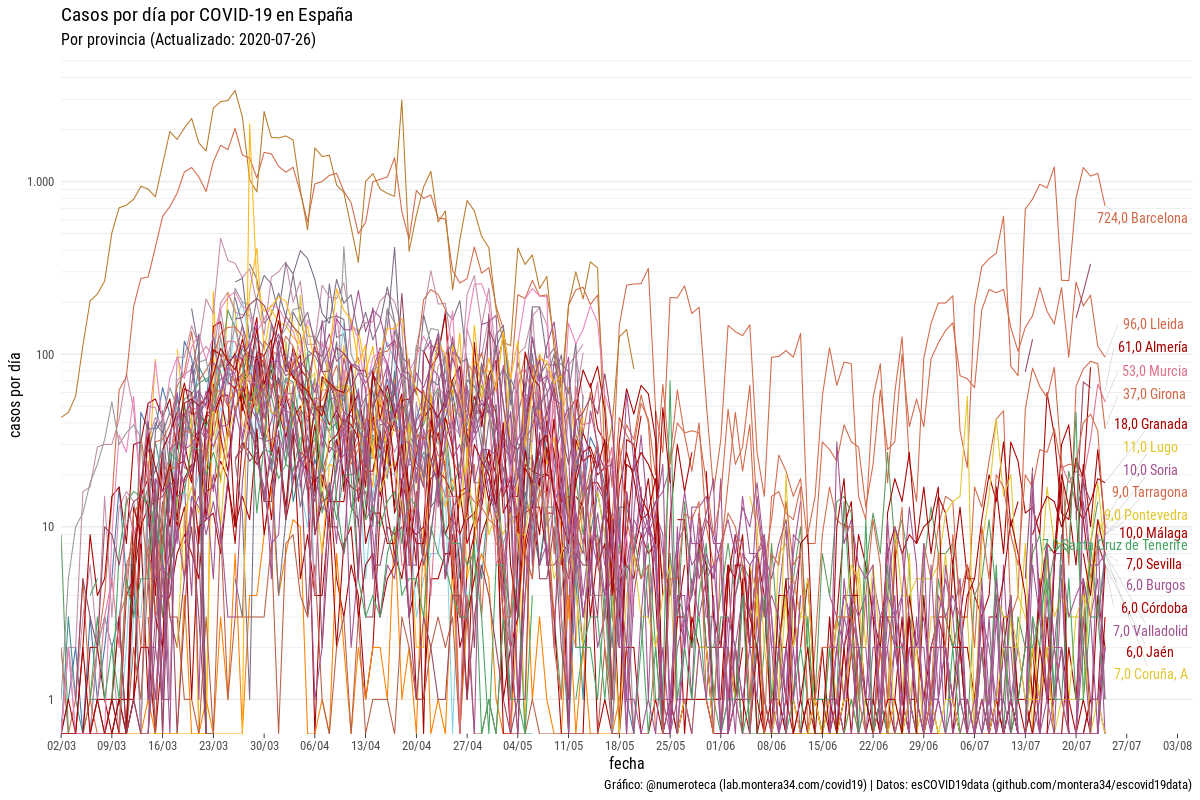 Casos por día por COVID-19 en España
Por provincia (Actualizado: 2020-07-26)
casos por día
1.000
100
10
1
724,0 Barcelona
96,0 Lleida
61,0 Almería
53,0 Murcia
37,0 Girona
18,0 Granada
11,0 Lugo
10,0 Soria
9,0 Tarragona
9,0 Pontevedra
10,0 Málaga
7,0 Santa Cruz de Tenerife
7,0 Sevilla
6,0 Burgos
6,0 Córdoba
7,0 Valladolid
6,0 Jaén
7,0 Coruña, A
02/03 09/03 16/03 23/03 30/03 06/04 13/04 20/04 27/04 04/05 11/05 18/05 25/05 01/06 08/06 15/06 22/06 29/06 06/07 13/07 20/07 27/07 03/08
fecha
Gráfico: @numeroteca (lab.montera34.com/covid19) | Datos: esCOVID19data (github.com/montera34/escovid19data)